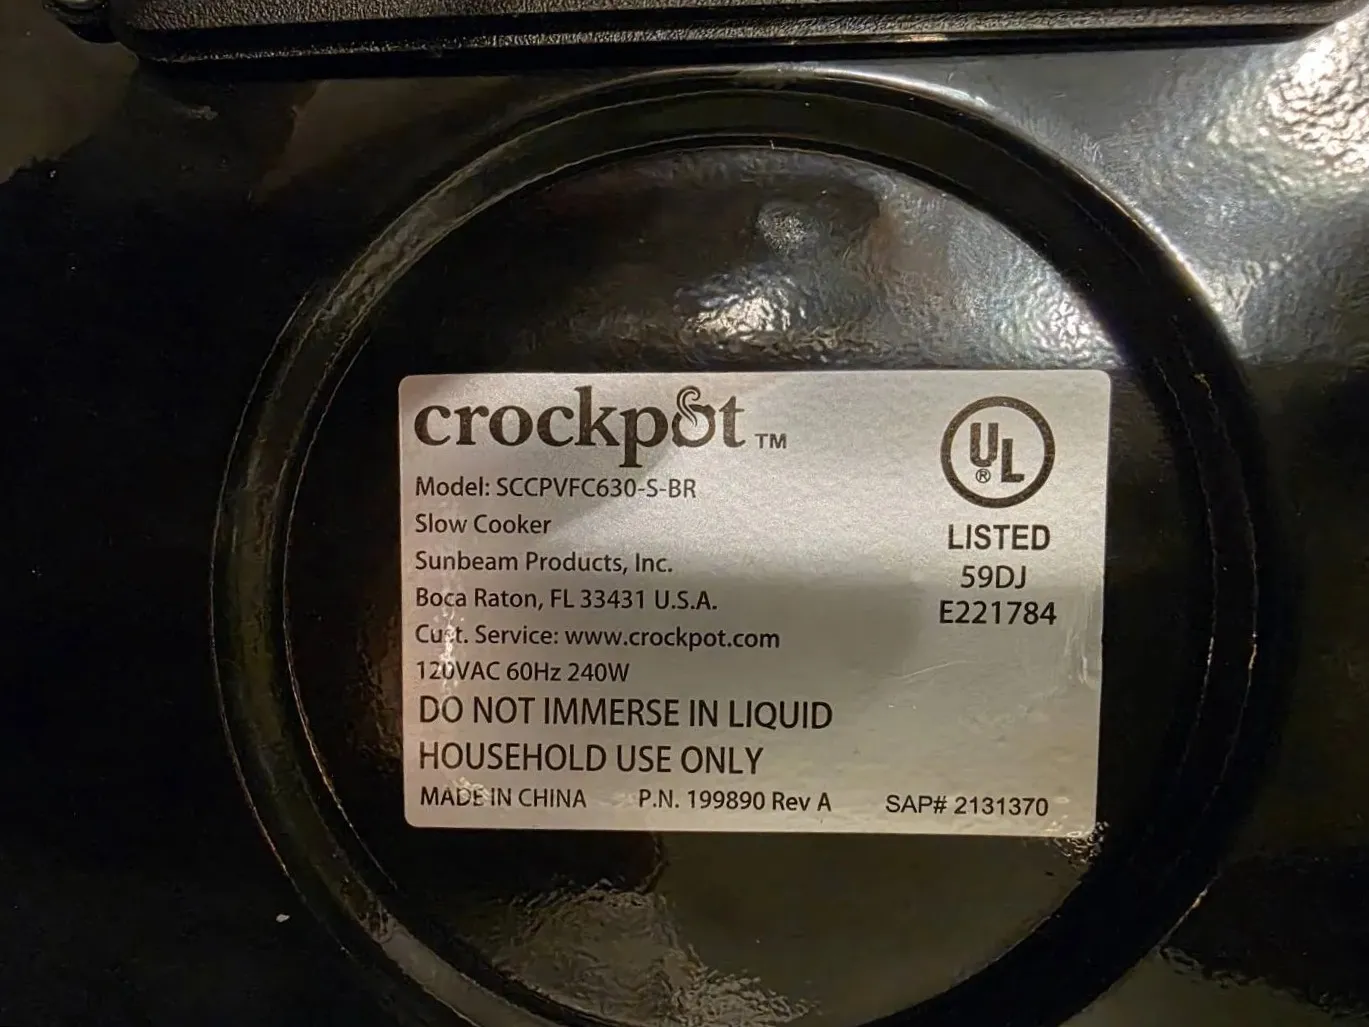 crockpot™
Model: SCCPVFC630-S-BR
Slow Cooker
Sunbeam Products, Inc.
Boca Raton, FL 33431 U.S.A.
Cust. Service: www.crockpot.com
120VAC 60Hz 240W
DO NOT IMMERSE IN LIQUID
HOUSEHOLD USE ONLY
MADE IN CHINA P.N. 199890 Rev A SAP# 2131370
UL®
LISTED
59DJ
E221784